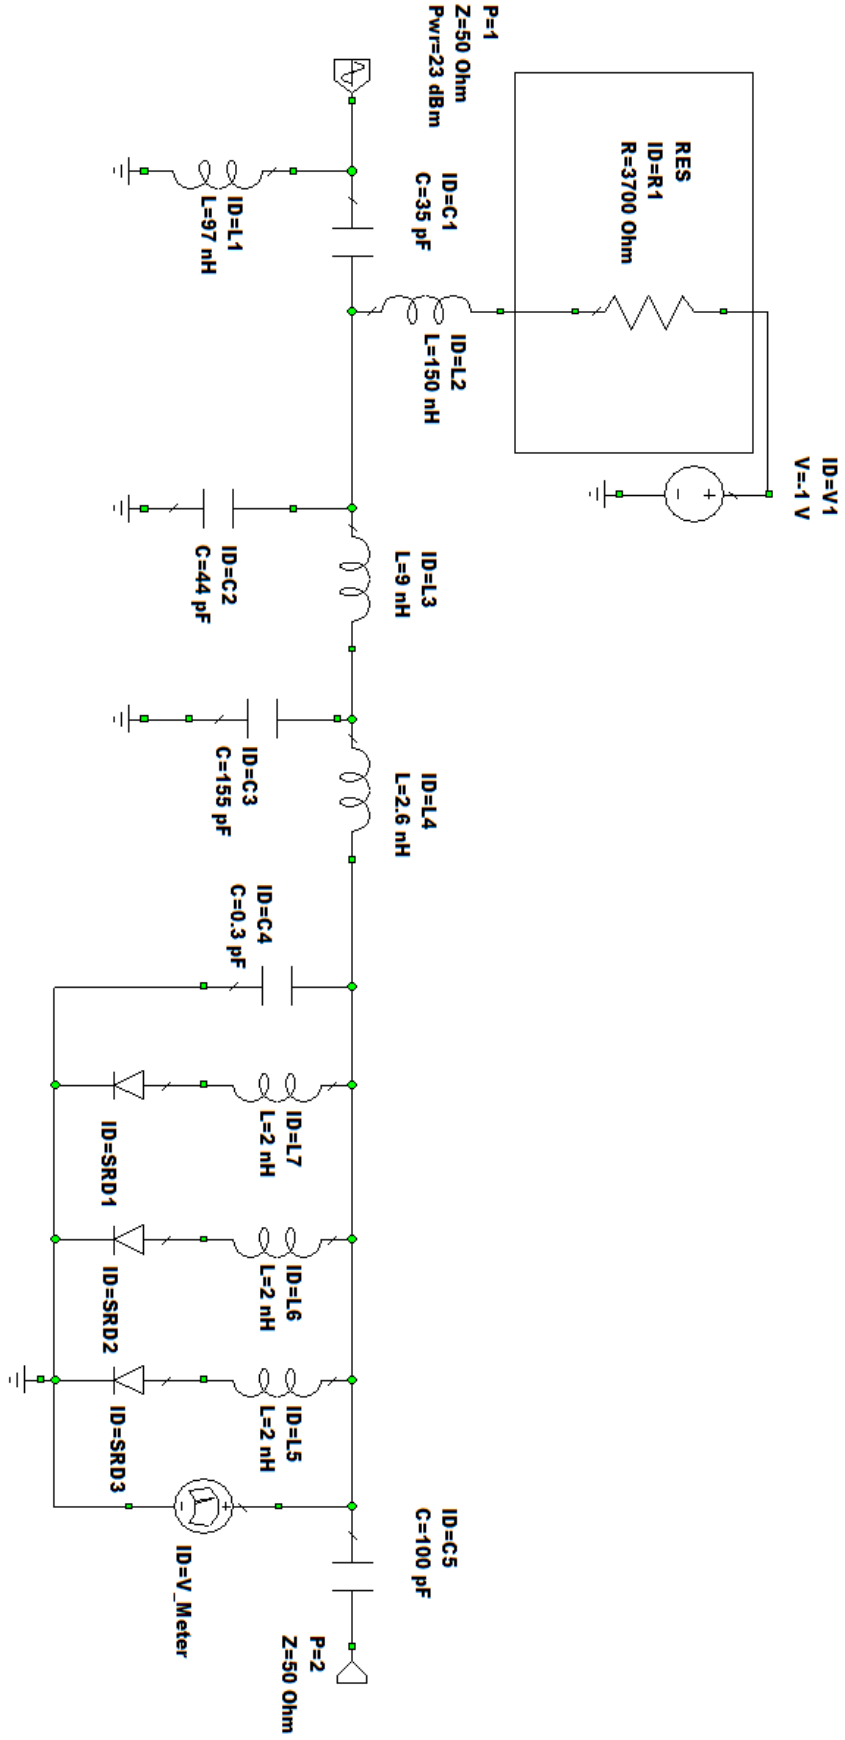 P=1
Z=50 Ohm
Pwr=23 dBm
ID=L1
L=97 nH
ID=C1
C=35 pF
RES
ID=R1
R=3700 Ohm
ID=L2
L=150 nH
ID=V1
V=-1 V
ID=C2
C=44 pF
ID=L3
L=9 nH
ID=C3
C=155 pF
ID=L4
L=2.6 nH
ID=C4
C=0.3 pF
ID=SRD1
ID=L7
L=2 nH
ID=SRD2
ID=L6
L=2 nH
ID=SRD3
ID=L5
L=2 nH
ID=V_Meter
ID=C5
C=100 pF
P=2
Z=50 Ohm